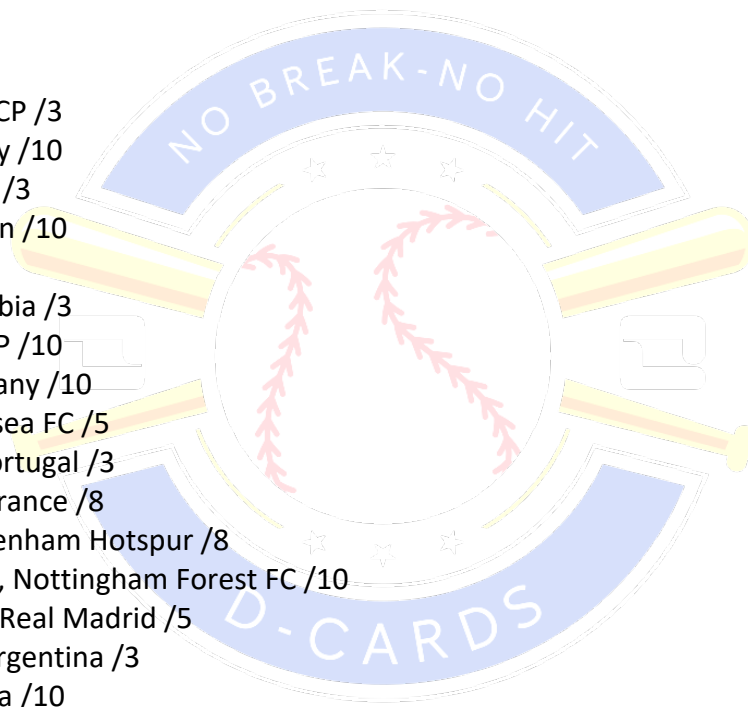 NO BREAK-NO HIT
CP /3
y /10
/3
n /10
bia /3
P /10
any /10
sea FC /5
ortugal /3
rance /8
enham Hotspur /8
, Nottingham Forest FC /10
Real Madrid /5
rgentina /3
a /10
D-CARDS